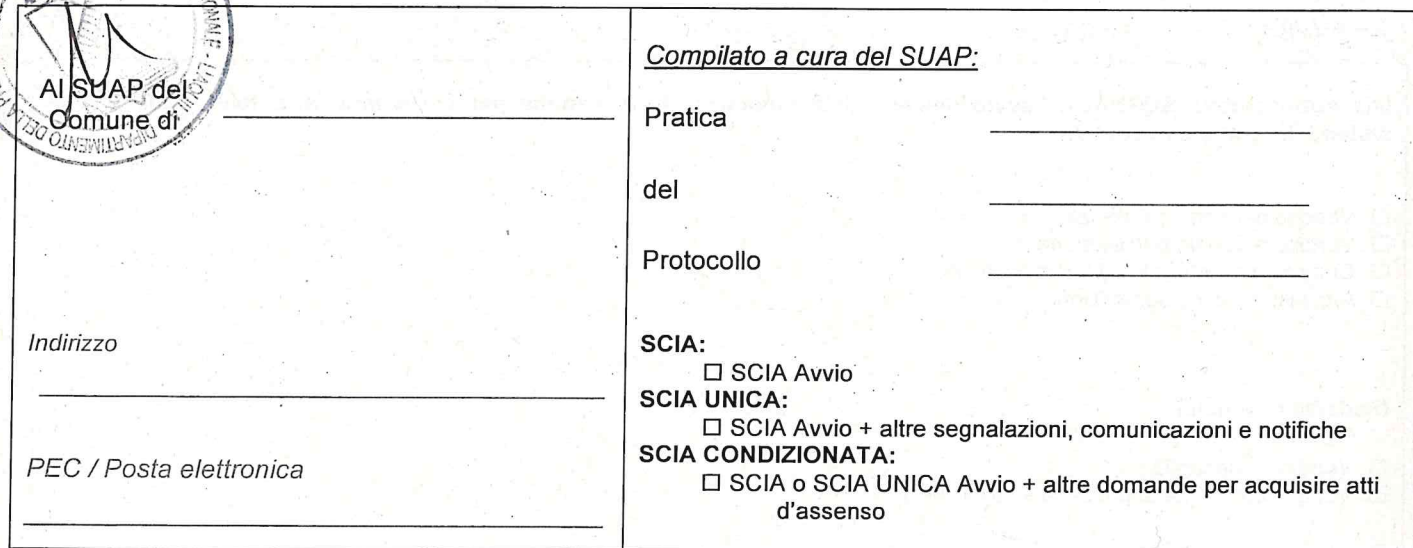 Al SUAP del
Comune di
DIPARTIMENTO DELLA
Indirizzo
PEC / Posta elettronica
Compilato a cura del SUAP:
Pratica
del
Protocollo
SCIA:
☐ SCIA Avvio
SCIA UNICA:
☐ SCIA Avvio + altre segnalazioni, comunicazioni e notifiche
SCIA CONDIZIONATA:
☐ SCIA o SCIA UNICA Avvio + altre domande per acquisire atti
d'assenso